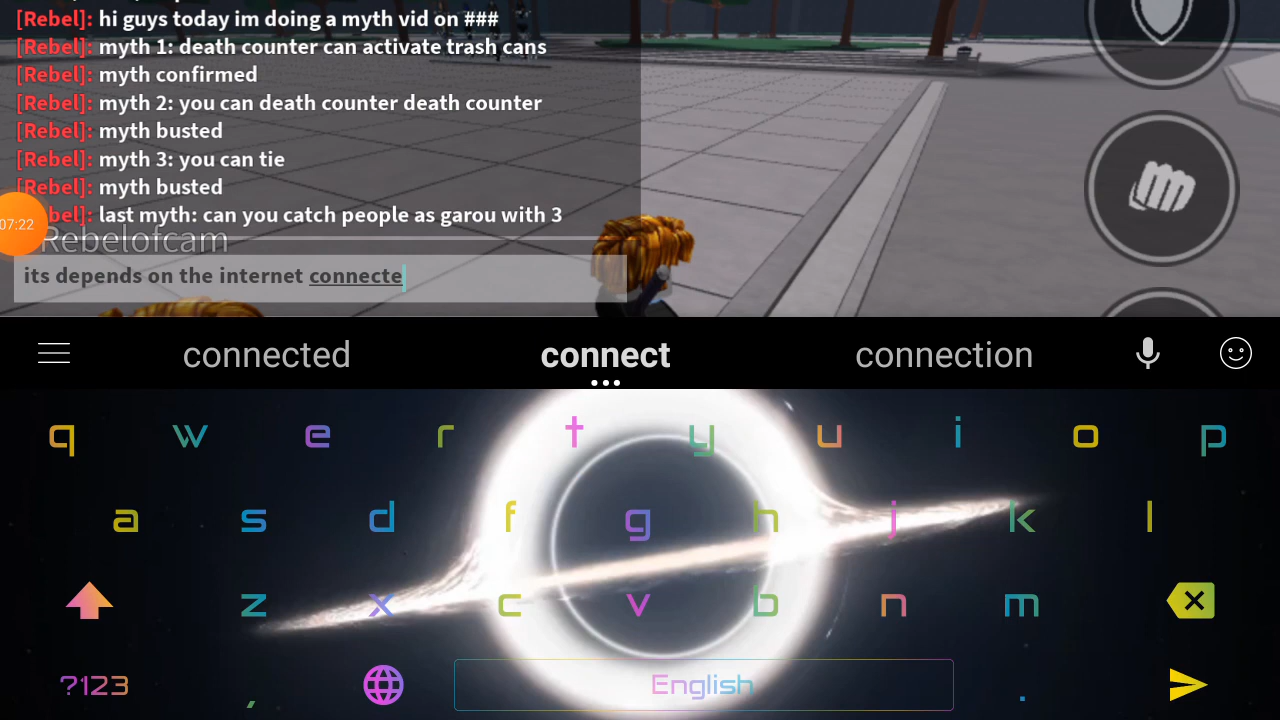 [Rebel]: hi guys today im doing a myth vid on ###
[Rebel]: myth 1: death counter can activate trash cans
[Rebel]: myth confirmed
[Rebel]: myth 2: you can death counter death counter
[Rebel]: myth busted
[Rebel]: myth 3: you can tie
[Rebel]: myth busted
bel]: last myth: can you catch people as garou with 3
07:22
Rebelofcam
its depends on the internet connecte
connected connect connection
q w e r t y u i o p
a s d f g h j k l
z x c v b n m
?123 , English .